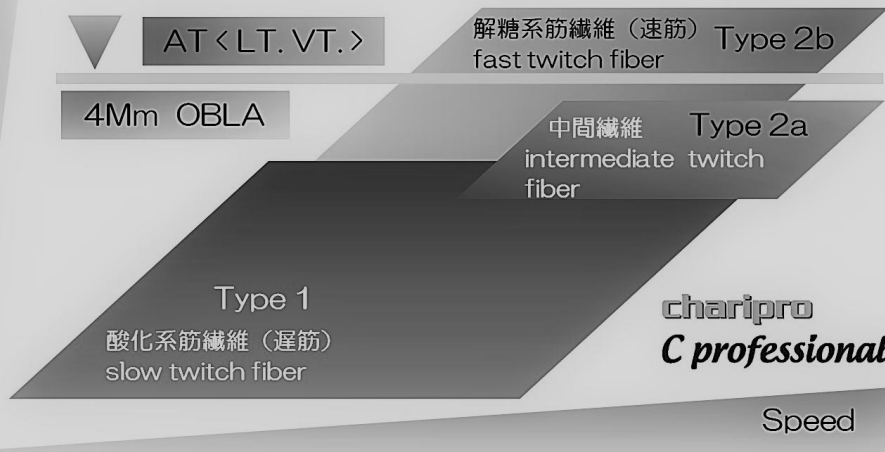 AT<LT. VT.>
解糖系筋繊維（速筋）
fast twitch fiber
Type 2b
4Mm OBLA
中間繊維
Type 2a
intermediate twitch
fiber
Type 1
酸化系筋繊維（遅筋）
slow twitch fiber
charipro
C professional
Speed